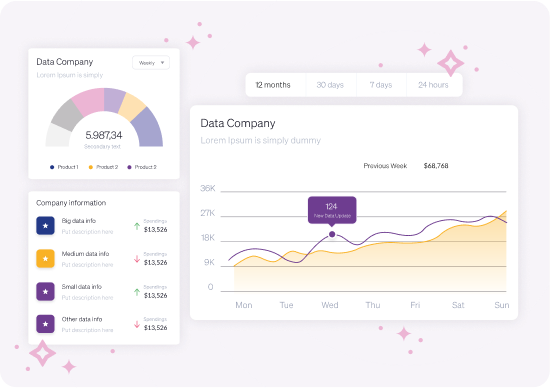 Data Company
Weekly
Lorem Ipsum is simply
5.987,34
Secondary text
Product 1
Product 2
Product 3
Company information
Big data info
Put description here
Spendings
$13,526
Medium data info
Put description here
Spendings
$13,526
Small data info
Put description here
Spendings
$13,526
Other data info
Put description here
Spendings
$13,526
12 months
30 days
7 days
24 hours
Data Company
Lorem Ipsum is simply dummy
Previous Week
$68,768
36K
27K
18K
9K
0
124
New Data Update
Mon
Tue
Wed
Thu
Fri
Sat
Sun